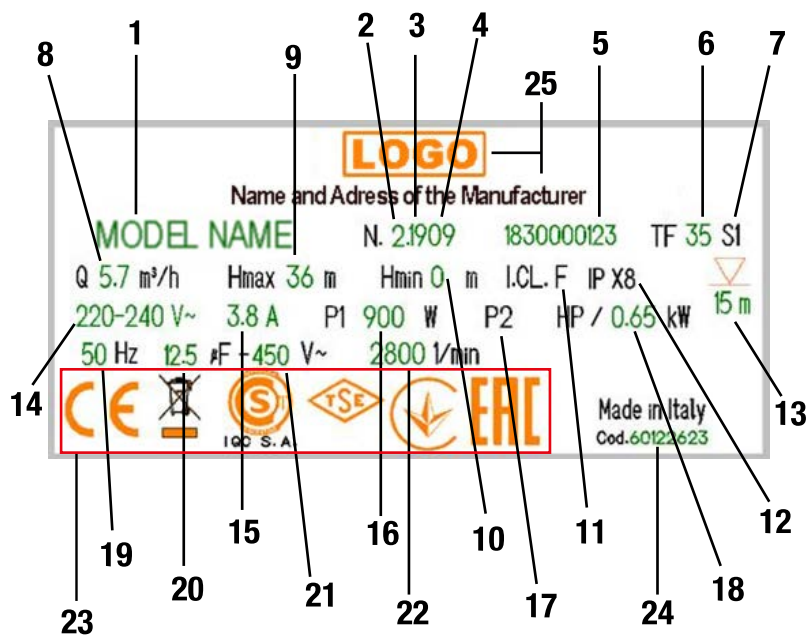 1 2 3 4 5 6 7
8 9 25
LOGO
Name and Adress of the Manufacturer
MODEL NAME N. 2.1909 1830000123 TF 35 S1
Q 5.7 m³/h Hmax 36 m Hmin 0 m I.CL. F IP X8
220-240 V~ 3.8 A P1 900 W P2 HP / 0.65 kW 15 m
50 Hz 12.5 µF -450 V~ 2800 1/min
CE IQC S.A. TSE EAC
Made in Italy
Cod.60122623
14 13
19 20 15 21 16 10 11 12
23 22 17 24 18